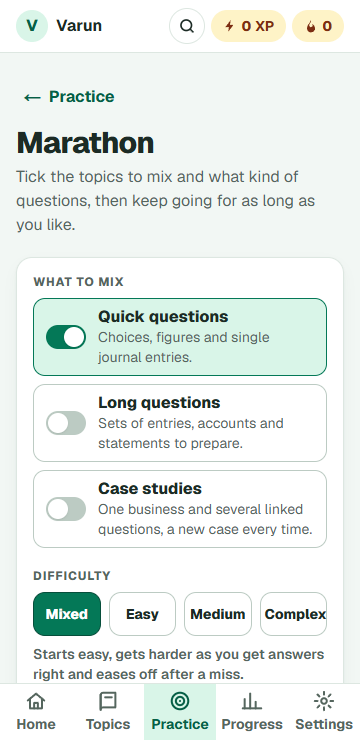 V Varun 0 XP 0
← Practice
Marathon
Tick the topics to mix and what kind of
questions, then keep going for as long as
you like.
WHAT TO MIX
Quick questions
Choices, figures and single
journal entries.
Long questions
Sets of entries, accounts and
statements to prepare.
Case studies
One business and several linked
questions, a new case every time.
DIFFICULTY
Mixed Easy Medium Complex
Starts easy, gets harder as you get answers
right and eases off after a miss.
Home Topics Practice Progress Settings